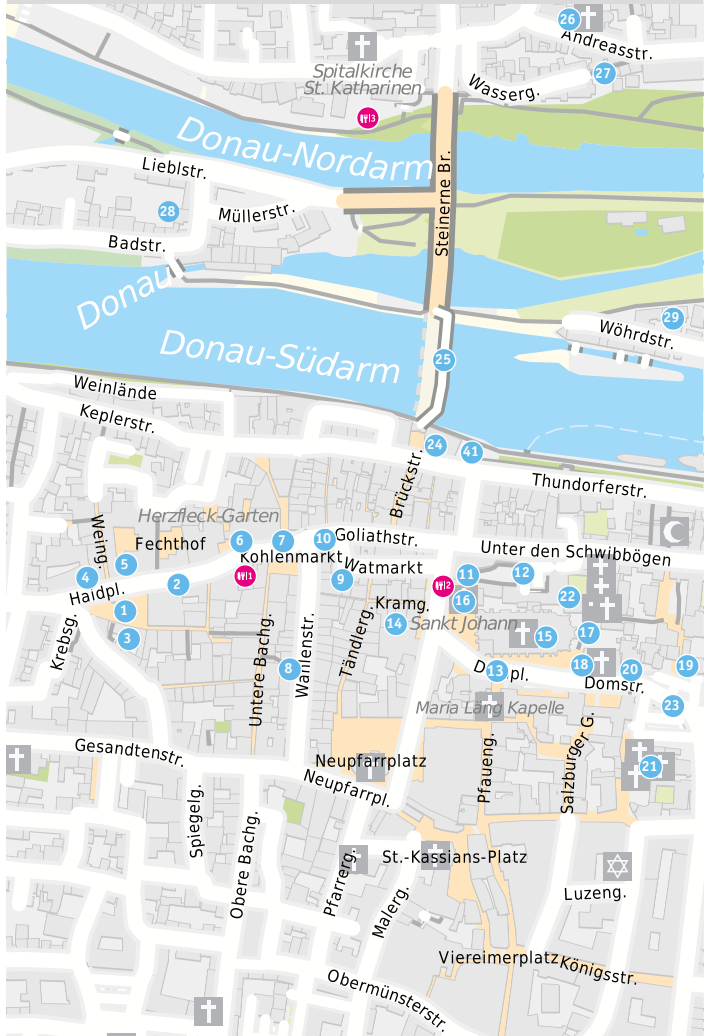 26
Andreasstr.
Spitalkirche
St. Katharinen
27
Wasserg.
3
Donau-Nordarm
Lieblstr.
Steinerne Br.
28
Müllerstr.
Badstr.
Donau
29
Wöhrdstr.
Donau-Südarm
25
Weinlände
Keplerstr.
24
41
Brückstr.
Thundorferstr.
Herzfleck-Garten
Weing.
Fechthof
6
7
10
Goliathstr.
Kohlenmarkt
Unter den Schwibbögen
5
4
Haidpl.
2
1
9
Watmarkt
2
11
12
16
22
1
Kramg.
14
Sankt Johann
15
17
3
Krebsg.
Untere Bachg.
8
Wahlenstr.
Tändlerg.
13
18
20
19
Domstr.
Maria Läng Kapelle
23
Gesandtenstr.
Neupfarrplatz
Neupfarrpl.
Pfaueng.
Salzburger G.
21
Spiegelg.
Obere Bachg.
Pfarrerg.
St.-Kassians-Platz
Malerg.
Luzeng.
Viereimerplatz
Königsstr.
Obermünsterstr.